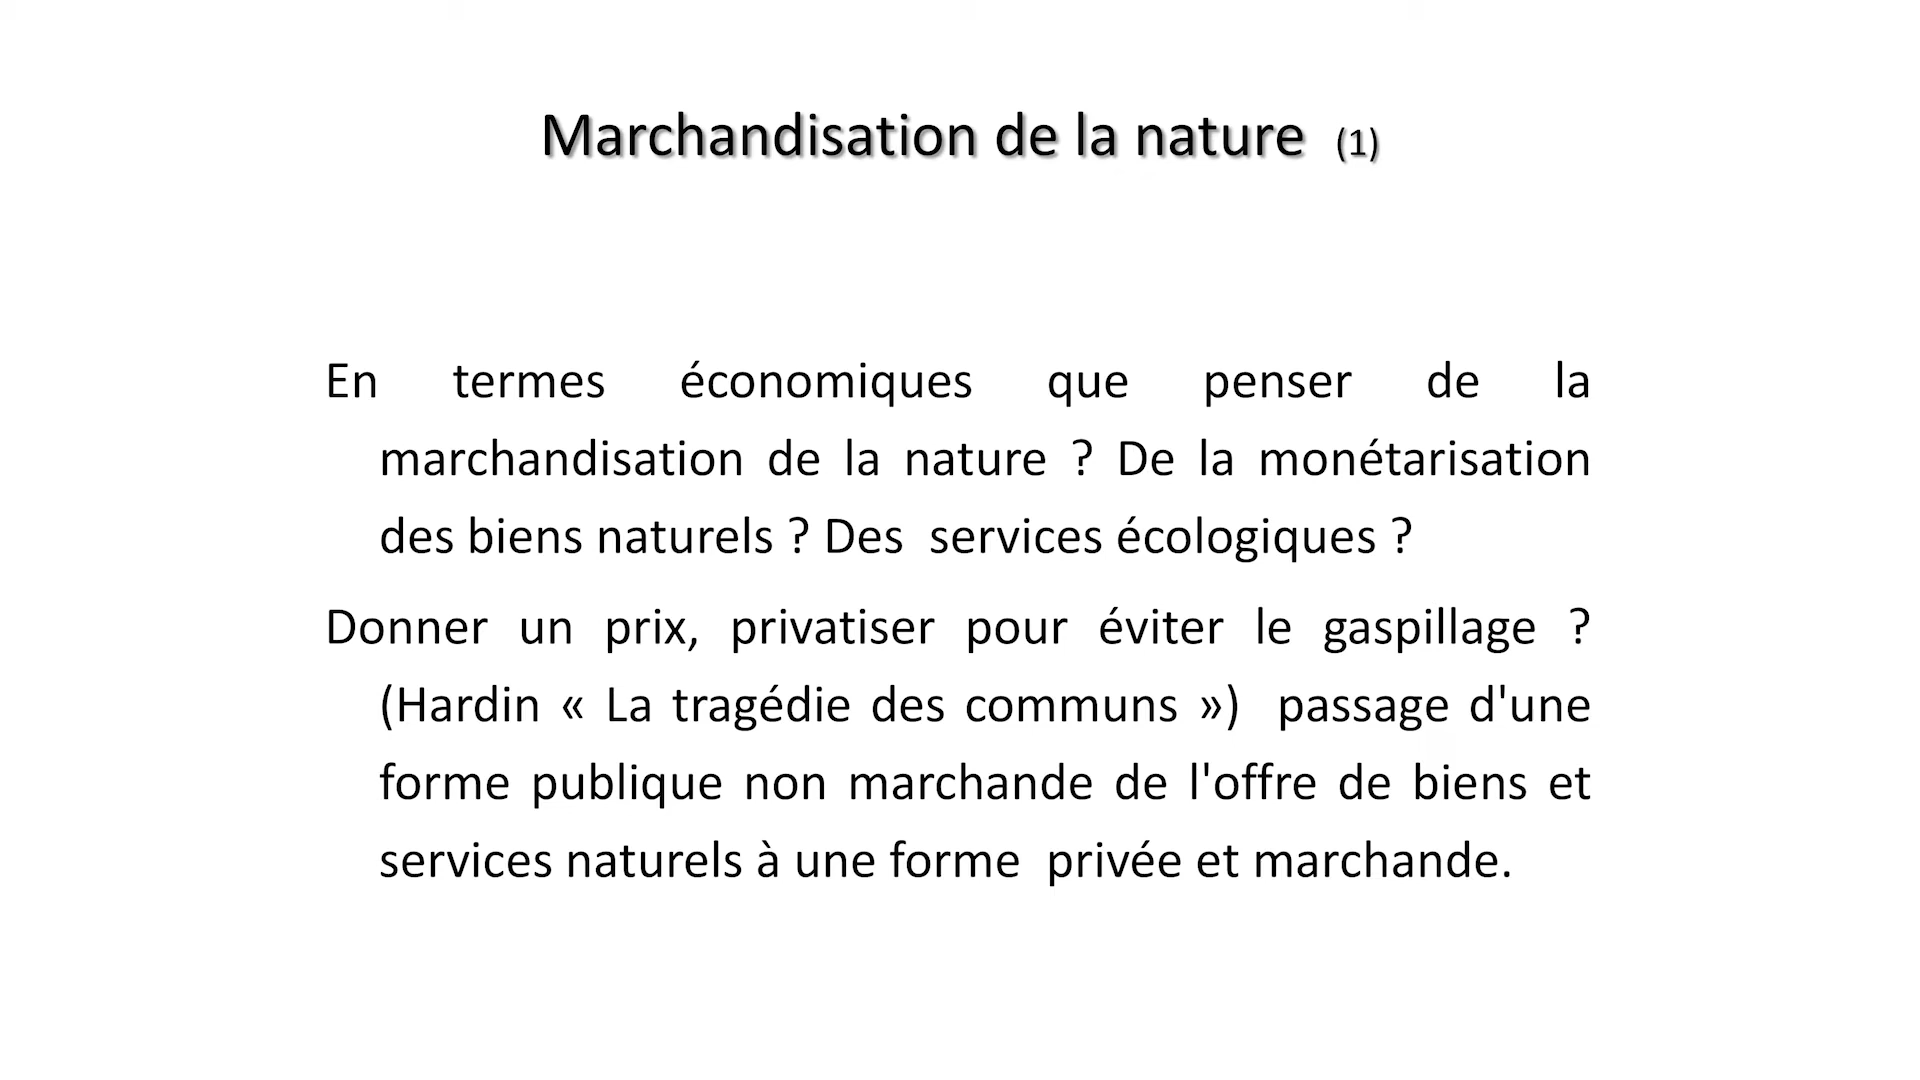 Marchandisation de la nature (1)
En termes économiques que penser de la
marchandisation de la nature ? De la monétarisation
des biens naturels ? Des services écologiques ?
Donner un prix, privatiser pour éviter le gaspillage ?
(Hardin « La tragédie des communs ») passage d'une
forme publique non marchande de l'offre de biens et
services naturels à une forme privée et marchande.